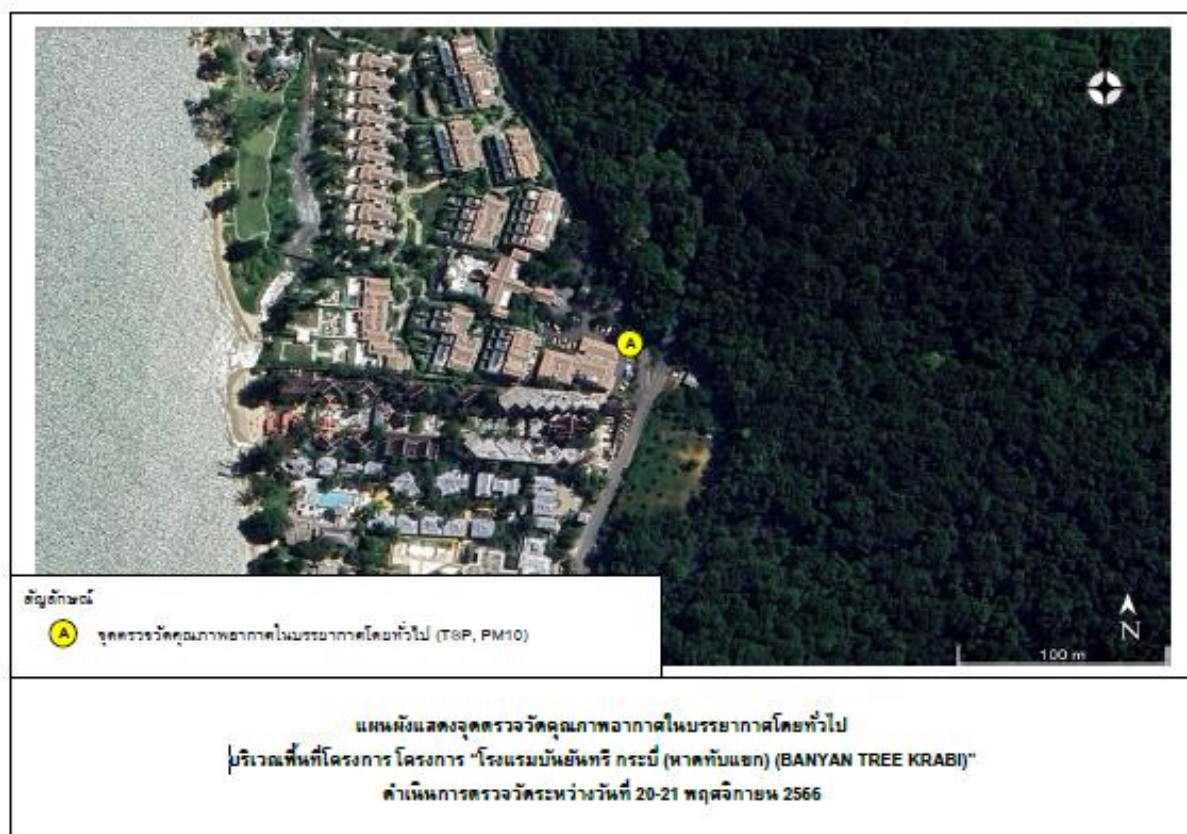 A
N
100 m
สัญลักษณ์
A จุดตรวจวัดคุณภาพอากาศในบรรยากาศโดยทั่วไป (TSP, PM10)
แผนผังแสดงจุดตรวจวัดคุณภาพอากาศในบรรยากาศโดยทั่วไป
บริเวณพื้นที่โครงการ โครงการ “โรงแรมบันยันทรี กระบี่ (หาดทับแขก) (BANYAN TREE KRABI)”
ดำเนินการตรวจวัดระหว่างวันที่ 20-21 พฤศจิกายน 2566